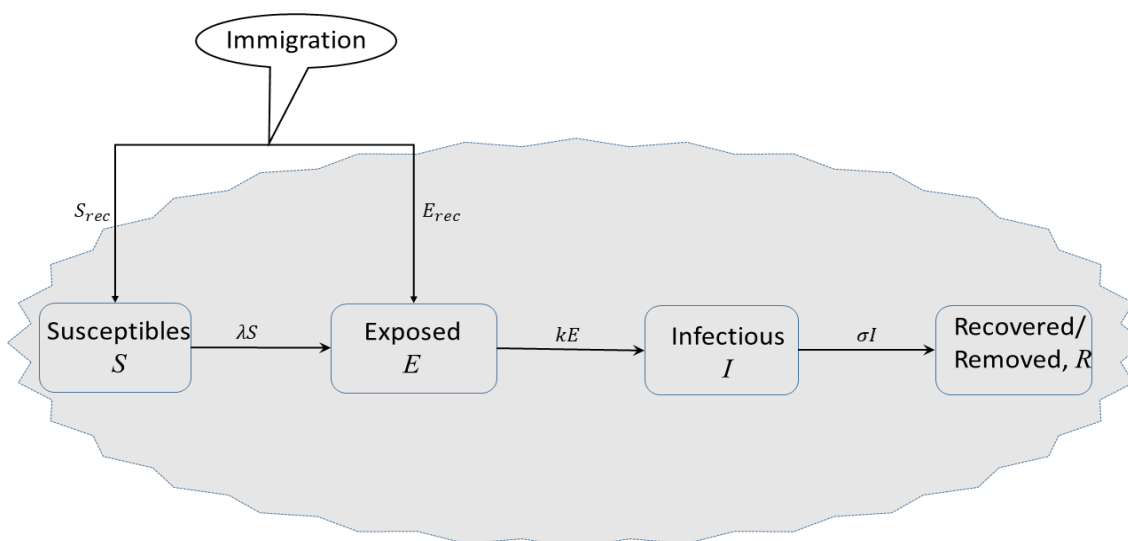 Immigration
S_rec
E_rec
Susceptibles
S
λS
Exposed
E
kE
Infectious
I
σI
Recovered/
Removed, R